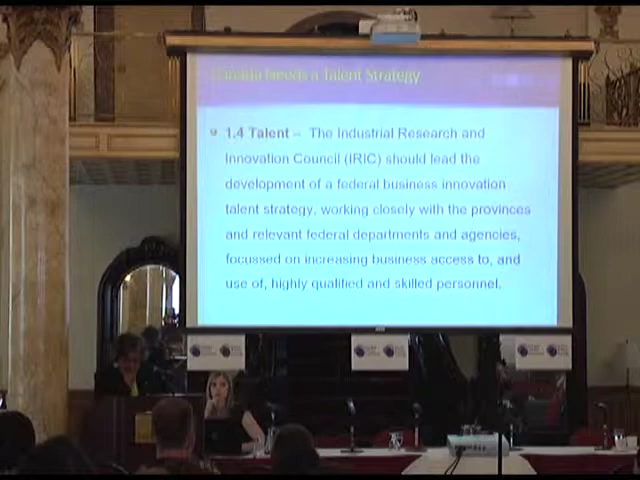 Canada Needs a Talent Strategy
1.4 Talent – The Industrial Research and
Innovation Council (IRIC) should lead the
development of a federal business innovation
talent strategy, working closely with the provinces
and relevant federal departments and agencies,
focussed on increasing business access to, and
use of, highly qualified and skilled personnel.